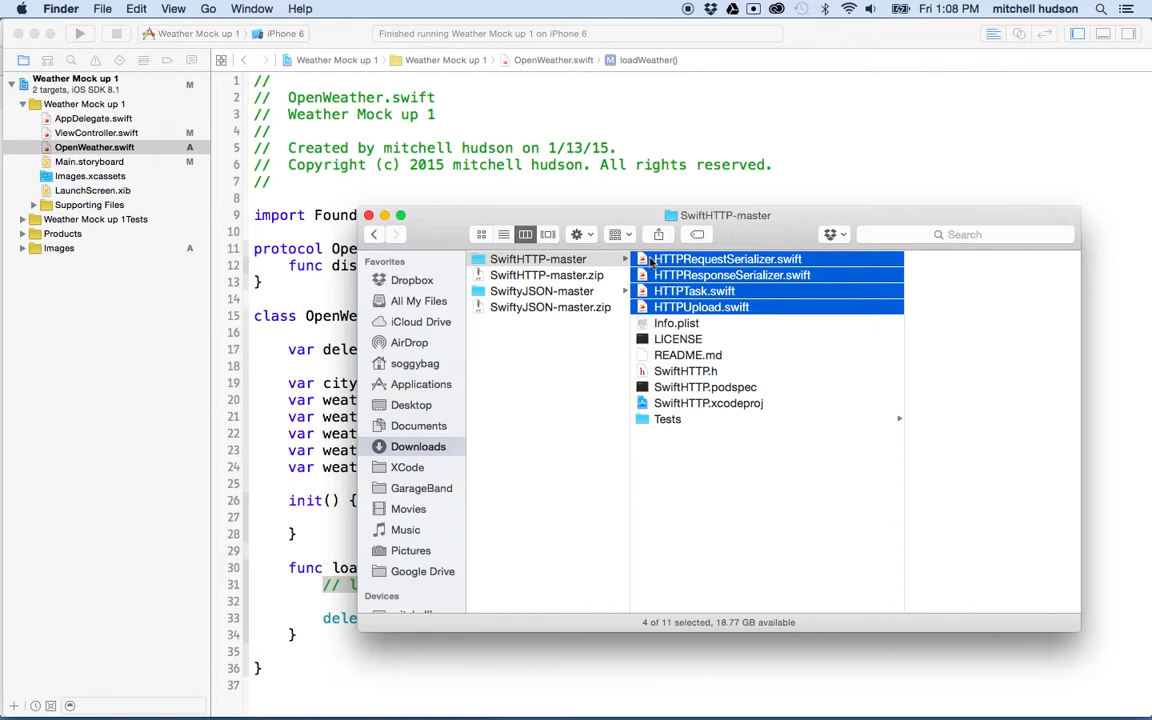 Finder File Edit View Go Window Help
Fri 1:08 PM mitchell hudson
Weather Mock up 1 iPhone 6
Finished running Weather Mock up 1 on iPhone 6
Weather Mock up 1 Weather Mock up 1 OpenWeather.swift M loadWeather()
Weather Mock up 1 M
2 targets, iOS SDK 8.1
Weather Mock up 1
AppDelegate.swift
ViewController.swift M
OpenWeather.swift A
Main.storyboard M
Images.xcassets
LaunchScreen.xib
Supporting Files
Weather Mock up 1Tests
Products
Images A
1 //
2 // OpenWeather.swift
3 // Weather Mock up 1
4 //
5 // Created by mitchell hudson on 1/13/15.
6 // Copyright (c) 2015 mitchell hudson. All rights reserved.
7 //
8
9 import Found
10
11 protocol Ope
12 func dis
13 }
14
15 class OpenWe
16
17 var dele
18
19 var city
20 var weat
21 var weat
22 var weat
23 var weat
24 var weat
25
26 init() {
27
28 }
29
30 func loa
31 // l
32
33 dele
34 }
35
36 }
37
SwiftHTTP-master
Search
Favorites
Dropbox
All My Files
iCloud Drive
AirDrop
soggybag
Applications
Desktop
Documents
Downloads
XCode
GarageBand
Movies
Music
Pictures
Google Drive
Devices
SwiftHTTP-master
SwiftHTTP-master.zip
SwiftyJSON-master
SwiftyJSON-master.zip
HTTPRequestSerializer.swift
HTTPResponseSerializer.swift
HTTPTask.swift
HTTPUpload.swift
Info.plist
LICENSE
README.md
SwiftHTTP.h
SwiftHTTP.podspec
SwiftHTTP.xcodeproj
Tests
4 of 11 selected, 18.77 GB available